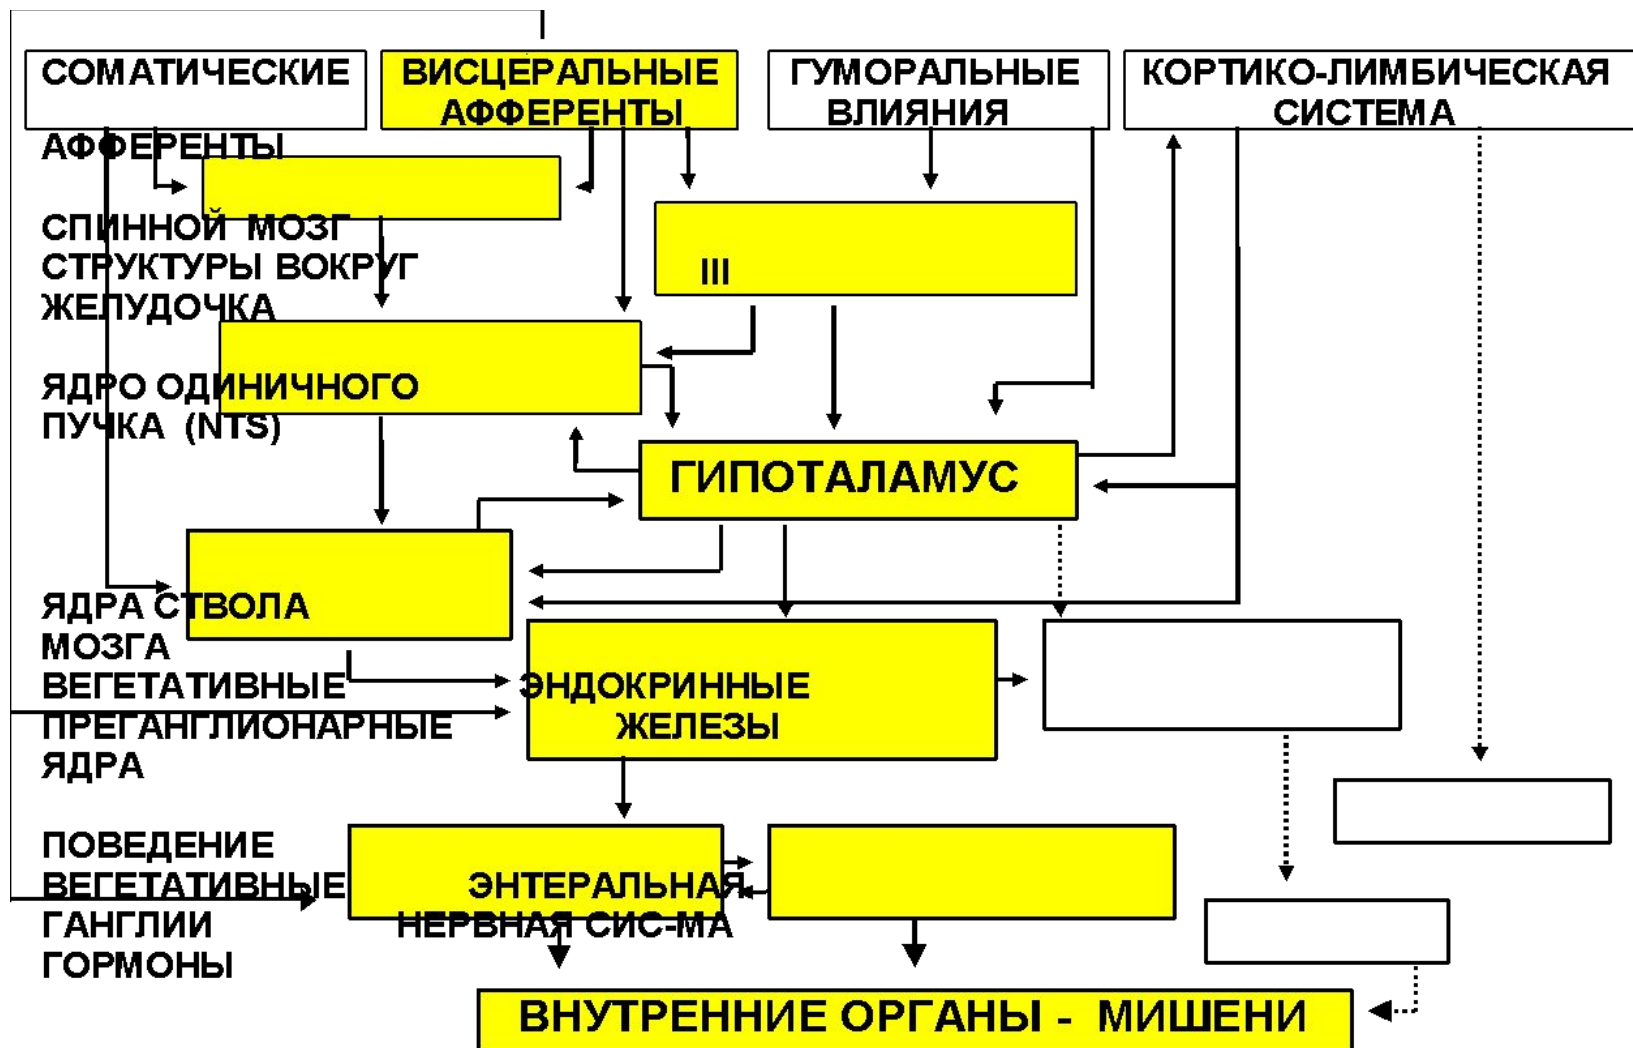 СОМАТИЧЕСКИЕ
АФФЕРЕНТЫ
ВИСЦЕРАЛЬНЫЕ
АФФЕРЕНТЫ
ГУМОРАЛЬНЫЕ
ВЛИЯНИЯ
КОРТИКО-ЛИМБИЧЕСКАЯ
СИСТЕМА
СПИННОЙ МОЗГ
СТРУКТУРЫ ВОКРУГ III
ЖЕЛУДОЧКА
ЯДРО ОДИНИЧНОГО
ПУЧКА (NTS)
ГИПОТАЛАМУС
ЯДРА СТВОЛА
МОЗГА
ВЕГЕТАТИВНЫЕ ЭНДОКРИННЫЕ
ПРЕГАНГЛИОНАРНЫЕ ЖЕЛЕЗЫ
ЯДРА
ПОВЕДЕНИЕ
ВЕГЕТАТИВНЫЕ ЭНТЕРАЛЬНАЯ
ГАНГЛИИ НЕРВНАЯ СИС-МА
ГОРМОНЫ
ВНУТРЕННИЕ ОРГАНЫ - МИШЕНИ